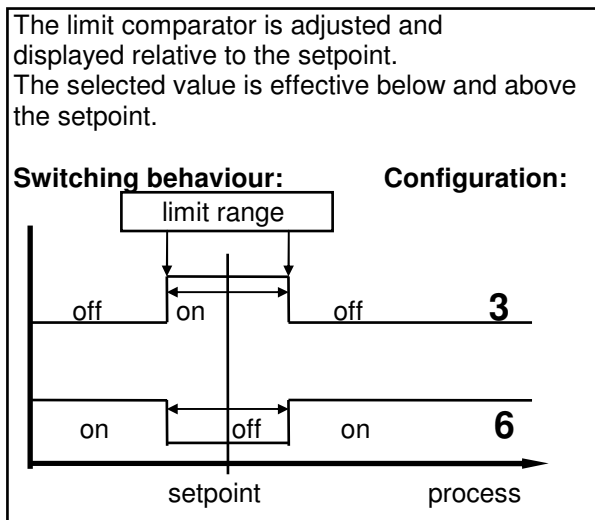 The limit comparator is adjusted and
displayed relative to the setpoint.
The selected value is effective below and above
the setpoint.
Switching behaviour: Configuration:
limit range
off on off 3
on off on 6
setpoint process